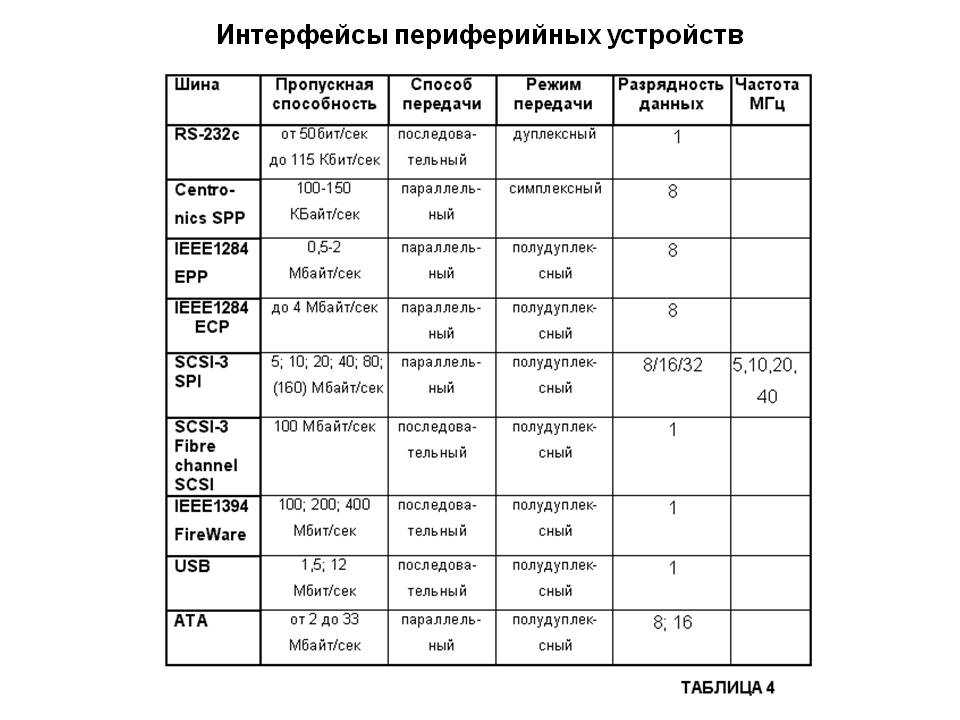 Интерфейсы периферийных устройств
Шина Пропускная способность Способ передачи Режим передачи Разрядность данных Частота МГц
RS-232c от 50бит/сек до 115 Кбит/сек последова-тельный дуплексный 1
Centro-nics SPP 100-150 КБайт/сек параллель-ный симплексный 8
IEEE1284 EPP 0,5-2 Мбайт/сек параллель-ный полудуплек-сный 8
IEEE1284 ECP до 4 Мбайт/сек параллель-ный полудуплек-сный 8
SCSI-3 SPI 5; 10; 20; 40; 80; (160) Мбайт/сек параллель-ный полудуплек-сный 8/16/32 5,10,20, 40
SCSI-3 Fibre channel SCSI 100 Мбайт/сек последова-тельный полудуплек-сный 1
IEEE1394 FireWare 100; 200; 400 Мбит/сек последова-тельный полудуплек-сный 1
USB 1,5; 12 Мбит/сек последова-тельный полудуплек-сный 1
ATA от 2 до 33 Мбайт/сек параллель-ный полудуплек-сный 8; 16
ТАБЛИЦА 4